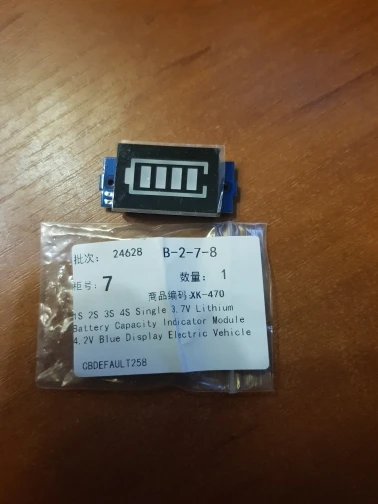 批次: 24628 B-2-7-8
柜号: 7 数量: 1
商品编码:XK-470
1S 2S 3S 4S Single 3.7V Lithium
Battery Capacity Indicator Module
4.2V Blue Display Electric Vehicle
CBDEFAULT258